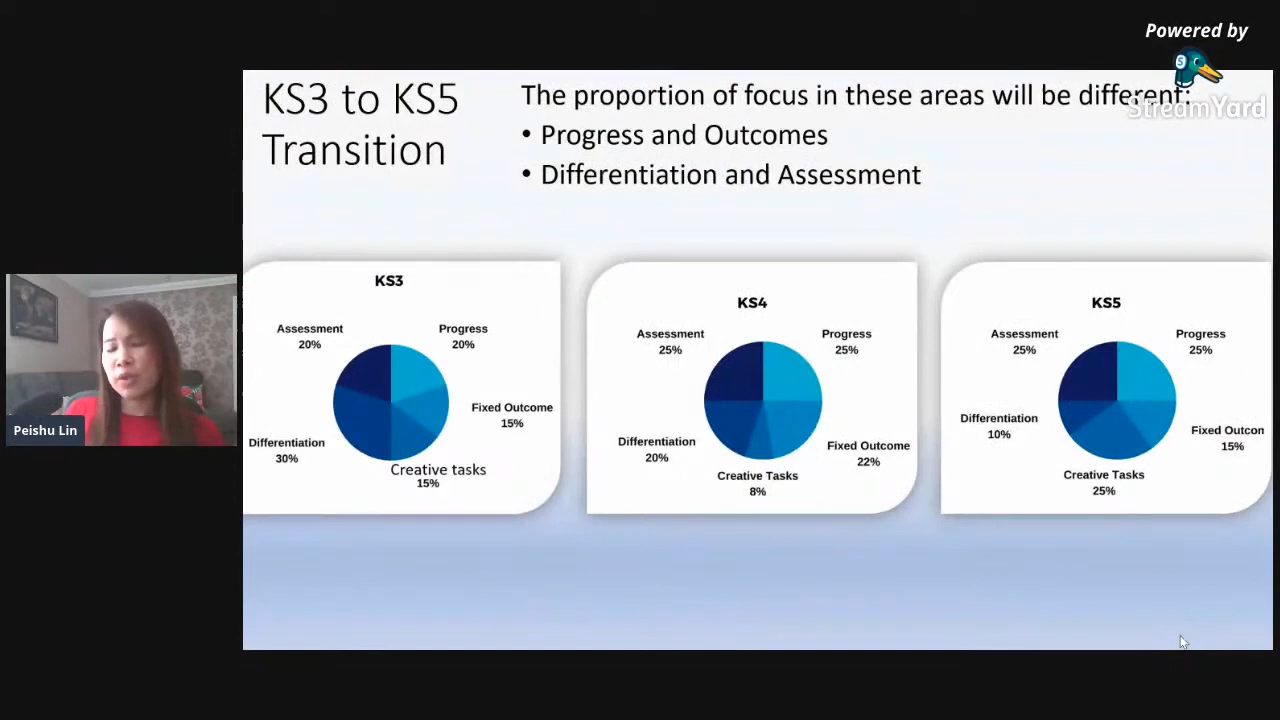 Powered by
StreamYard
KS3 to KS5
Transition
The proportion of focus in these areas will be different:
• Progress and Outcomes
• Differentiation and Assessment
KS3
Assessment
20%
Progress
20%
Fixed Outcome
15%
Differentiation
30%
Creative tasks
15%
KS4
Assessment
25%
Progress
25%
Differentiation
20%
Fixed Outcome
22%
Creative Tasks
8%
KS5
Assessment
25%
Progress
25%
Differentiation
10%
Fixed Outcon
15%
Creative Tasks
25%
Peishu Lin